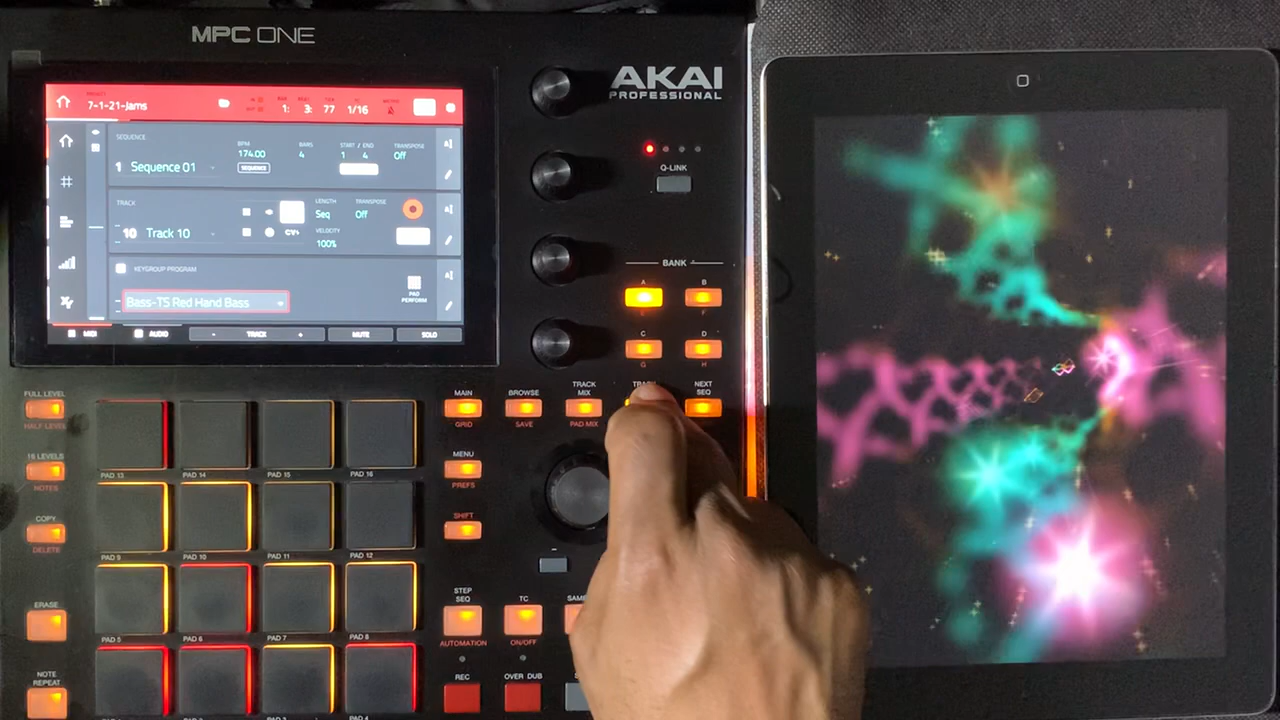 MPC ONE
AKAI
PROFESSIONAL
PROJECT
7-1-21-Jams
1: 3: 77 1/16
SEQUENCE
1 Sequence 01
BPM
174.00
SEQUENCE
BARS
4
START / END
1 4
TRANSPOSE
Off
TRACK
10 Track 10
LENGTH
Seq
TRANSPOSE
Off
VELOCITY
100%
KEYGROUP PROGRAM
Bass-TS Red Hand Bass
PAD
PERFORM
MIDI
AUDIO
- TRACK +
MUTE
SOLO
Q-LINK
BANK
A
B
C
D
G
H
FULL LEVEL
HALF LEVEL
16 LEVELS
NOTES
COPY
DELETE
ERASE
NOTE
REPEAT
PAD 13
PAD 14
PAD 15
PAD 16
PAD 9
PAD 10
PAD 11
PAD 12
PAD 5
PAD 6
PAD 7
PAD 8
MAIN
GRID
BROWSE
SAVE
TRACK
MIX
PAD MIX
NEXT
SEQ
MENU
PREFS
SHIFT
STEP
SEQ
AUTOMATION
TC
ON/OFF
REC
OVER DUB